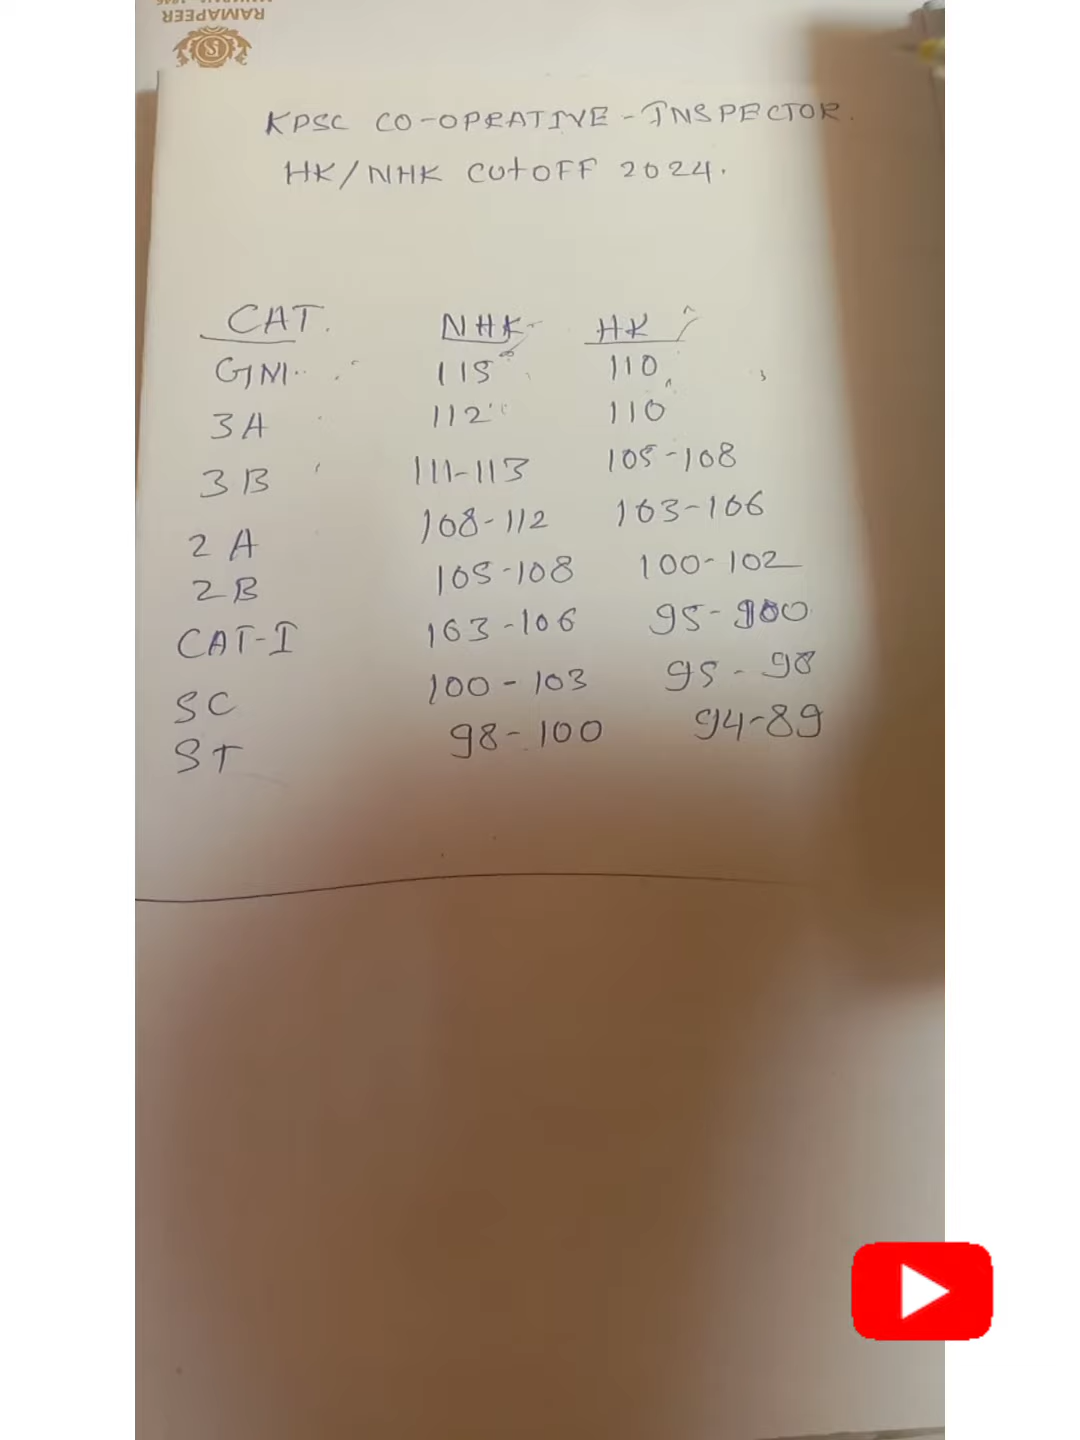 RAMAPEER
KPSC CO-OPRATIVE-INSPECTOR.
HK/NHK CUTOFF 2024.
CAT. NHK- HK
GM.. 115 110
3A 112 110
3B 111-113 105-108
2A 108-112 103-106
2B 105-108 100-102
CAT-I 103-106 95-100
SC 100-103 95-98
ST 98-100 94-89